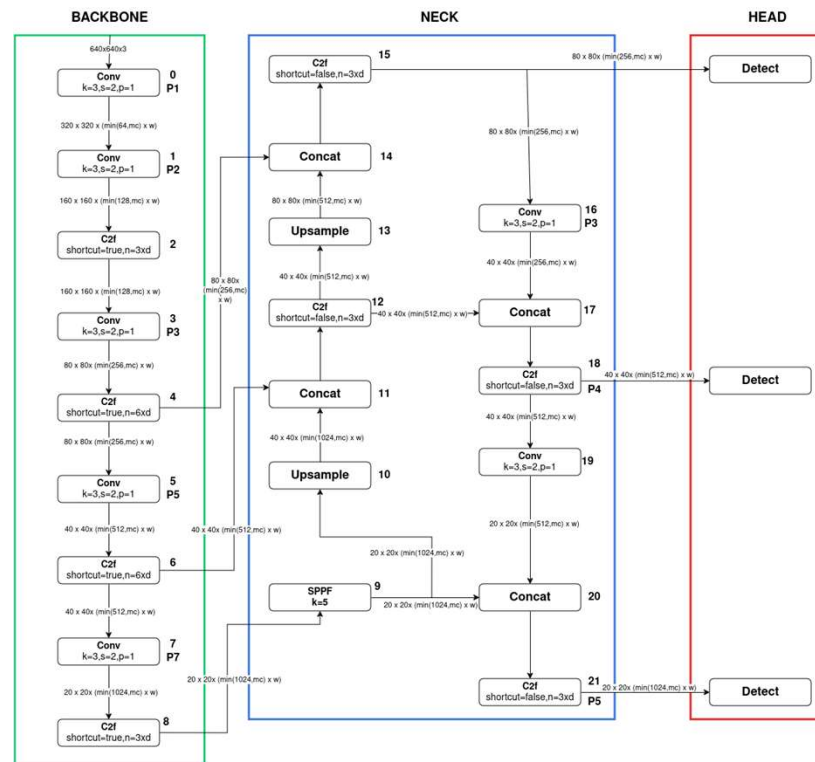 BACKBONE
640x640x3
Conv
k=3,s=2,p=1
0
P1
320 x 320 x (min(64,mc) x w)
Conv
k=3,s=2,p=1
1
P2
160 x 160 x (min(128,mc) x w)
C2f
shortcut=true,n=3xd
2
160 x 160 x (min(128,mc) x w)
Conv
k=3,s=2,p=1
3
P3
80 x 80x (min(256,mc) x w)
C2f
shortcut=true,n=6xd
4
80 x 80x (min(256,mc) x w)
Conv
k=3,s=2,p=1
5
P5
40 x 40x (min(512,mc) x w)
C2f
shortcut=true,n=6xd
6
40 x 40x (min(512,mc) x w)
Conv
k=3,s=2,p=1
7
P7
20 x 20x (min(1024,mc) x w)
C2f
shortcut=true,n=3xd
8
80 x 80x
(min(256,mc)
x w)
40 x 40x (min(512,mc) x w)
20 x 20x (min(1024,mc) x w)
NECK
C2f
shortcut=false,n=3xd
15
Concat
14
80 x 80x (min(512,mc) x w)
Upsample
13
40 x 40x (min(512,mc) x w)
C2f
shortcut=false,n=3xd
12
40 x 40x (min(512,mc) x w)
Concat
11
40 x 40x (min(1024,mc) x w)
Upsample
10
20 x 20x (min(1024,mc) x w)
SPPF
k=5
9
20 x 20x (min(1024,mc) x w)
80 x 80x (min(256,mc) x w)
Conv
k=3,s=2,p=1
16
P3
40 x 40x (min(256,mc) x w)
Concat
17
C2f
shortcut=false,n=3xd
18
P4
40 x 40x (min(512,mc) x w)
Conv
k=3,s=2,p=1
19
20 x 20x (min(512,mc) x w)
Concat
20
C2f
shortcut=false,n=3xd
21
P5
HEAD
80 x 80x (min(256,mc) x w)
Detect
40 x 40x (min(512,mc) x w)
Detect
20 x 20x (min(1024,mc) x w)
Detect